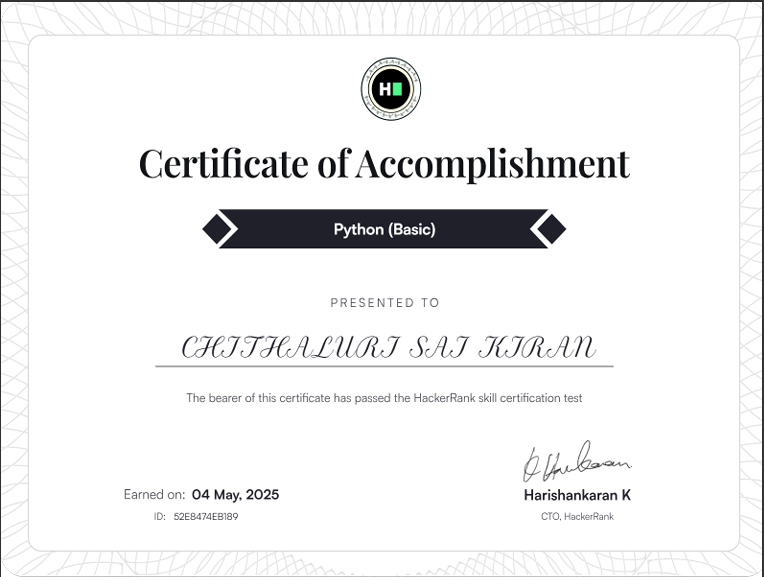 H
Certificate of Accomplishment
Python (Basic)
PRESENTED TO
CHITHALURI SAI KIRAN
The bearer of this certificate has passed the HackerRank skill certification test
Earned on: 04 May, 2025
ID: 52E8474EB189
Harishankaran K
CTO, HackerRank